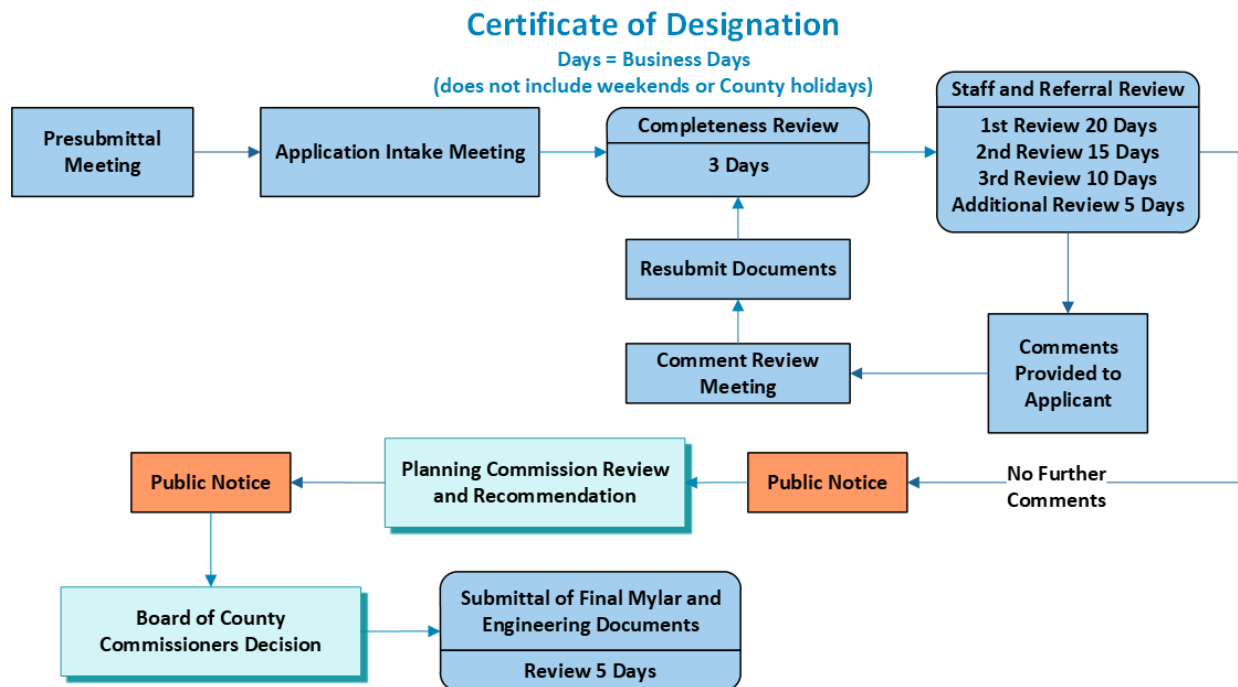 Certificate of Designation
Days = Business Days
(does not include weekends or County holidays)
Presubmittal
Meeting
Application Intake Meeting
Completeness Review
3 Days
Staff and Referral Review
1st Review 20 Days
2nd Review 15 Days
3rd Review 10 Days
Additional Review 5 Days
Resubmit Documents
Comment Review
Meeting
Comments
Provided to
Applicant
No Further
Comments
Public Notice
Planning Commission Review
and Recommendation
Public Notice
Board of County
Commissioners Decision
Submittal of Final Mylar and
Engineering Documents
Review 5 Days